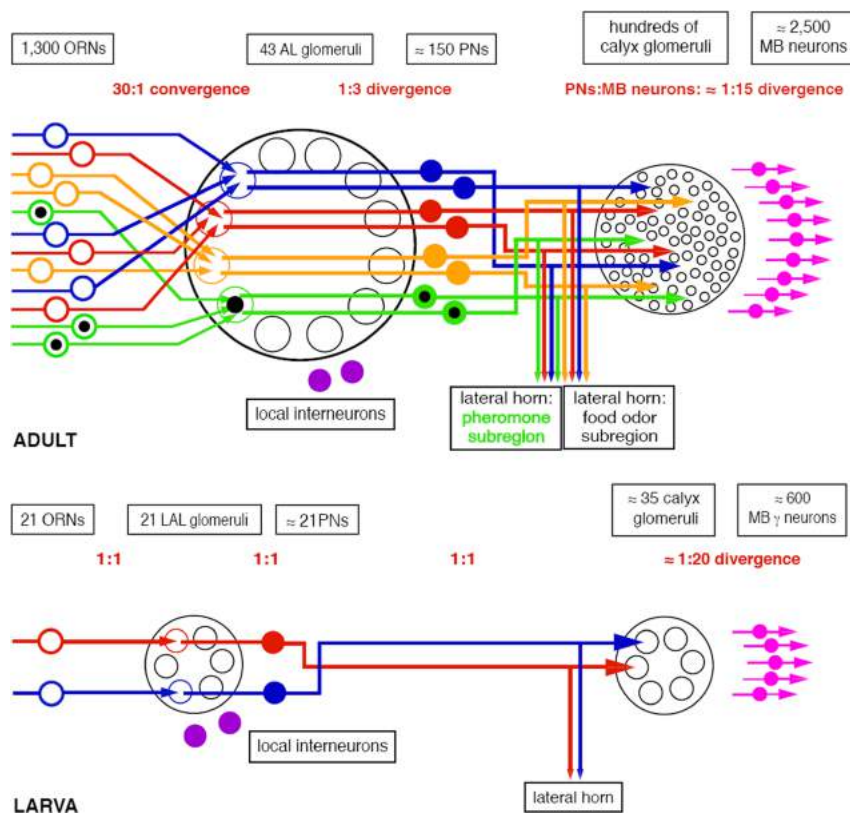 1,300 ORNs
43 AL glomeruli
≈ 150 PNs
hundreds of
calyx glomeruli
≈ 2,500
MB neurons
30:1 convergence
1:3 divergence
PNs:MB neurons: ≈ 1:15 divergence
local interneurons
lateral horn:
pheromone
subregion
lateral horn:
food odor
subregion
ADULT
21 ORNs
21 LAL glomeruli
≈ 21PNs
≈ 35 calyx
glomeruli
≈ 600
MB γ neurons
1:1
1:1
1:1
≈ 1:20 divergence
local interneurons
lateral horn
LARVA